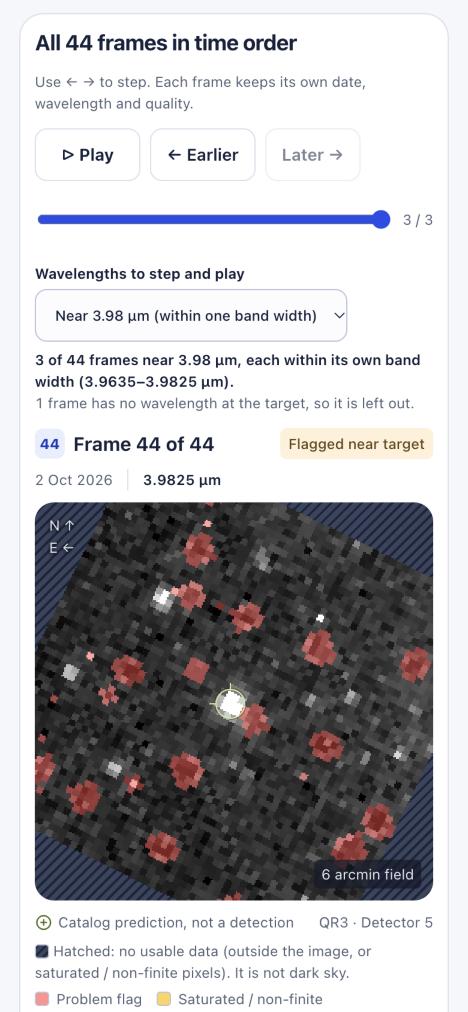 All 44 frames in time order
Use ← → to step. Each frame keeps its own date,
wavelength and quality.
▷ Play
← Earlier
Later →
3 / 3
Wavelengths to step and play
Near 3.98 µm (within one band width)
3 of 44 frames near 3.98 µm, each within its own band
width (3.9635–3.9825 µm).
1 frame has no wavelength at the target, so it is left out.
44 Frame 44 of 44
Flagged near target
2 Oct 2026
3.9825 µm
N ↑
E ←
6 arcmin field
Catalog prediction, not a detection
QR3 · Detector 5
Hatched: no usable data (outside the image, or
saturated / non-finite pixels). It is not dark sky.
Problem flag
Saturated / non-finite